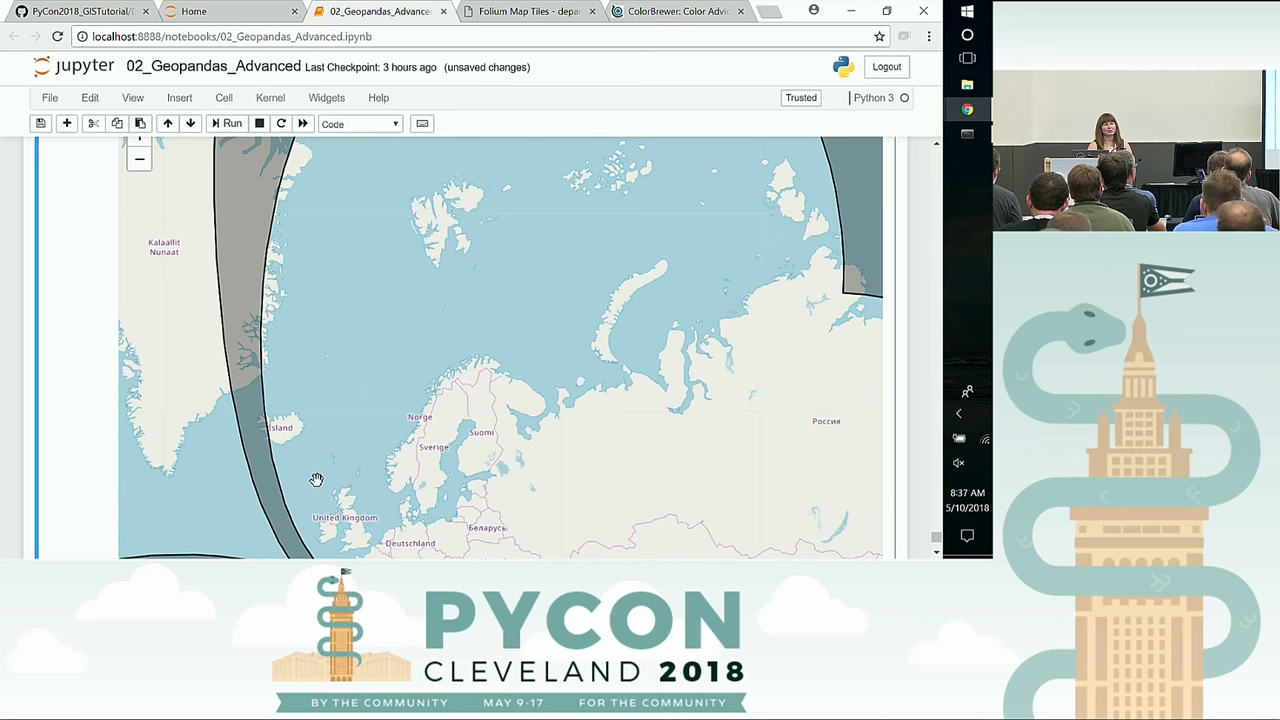 PyCon2018_GISTutorial/D
Home
02_Geopandas_Advanced
Folium Map Tiles - depa
ColorBrewer: Color Advic
localhost:8888/notebooks/02_Geopandas_Advanced.ipynb
jupyter 02_Geopandas_Advanced Last Checkpoint: 3 hours ago (unsaved changes)
Logout
File Edit View Insert Cell Kernel Widgets Help
Trusted
Python 3
Run
Code
Kalaallit
Nunaat
Ísland
Norge
Sverige
Suomi
Россия
United Kingdom
Беларусь
Deutschland
8:37 AM
5/10/2018
PYCON
CLEVELAND 2018
BY THE COMMUNITY MAY 9-17 FOR THE COMMUNITY